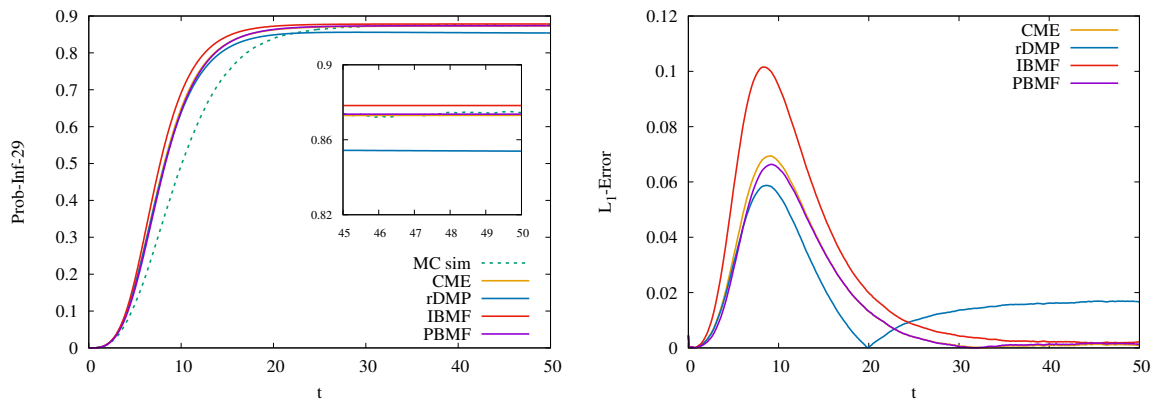 0.9
0.8
0.7
0.6
0.5
0.4
0.3
0.2
0.1
0
0 10 20 30 40 50
Prob-Inf-29
t
0.9
0.86
0.82
45 46 47 48 49 50
MC sim
CME
rDMP
IBMF
PBMF
0.12
0.1
0.08
0.06
0.04
0.02
0
0 10 20 30 40 50
L1-Error
t
CME
rDMP
IBMF
PBMF